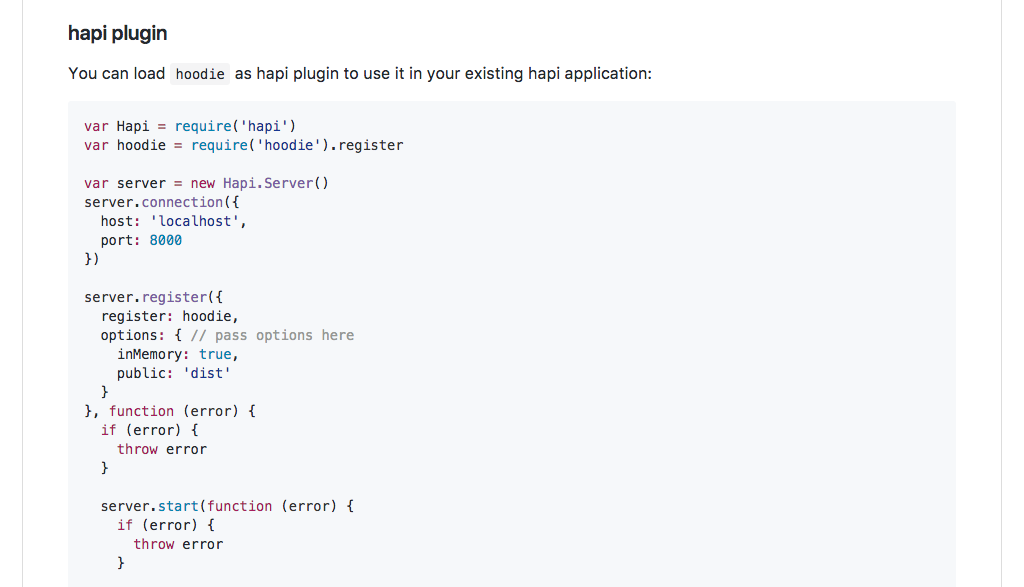 hapi plugin
You can load hoodie as hapi plugin to use it in your existing hapi application:
var Hapi = require('hapi')
var hoodie = require('hoodie').register

var server = new Hapi.Server()
server.connection({
  host: 'localhost',
  port: 8000
})

server.register({
  register: hoodie,
  options: { // pass options here
    inMemory: true,
    public: 'dist'
  }
}, function (error) {
  if (error) {
    throw error
  }

  server.start(function (error) {
    if (error) {
      throw error
    }